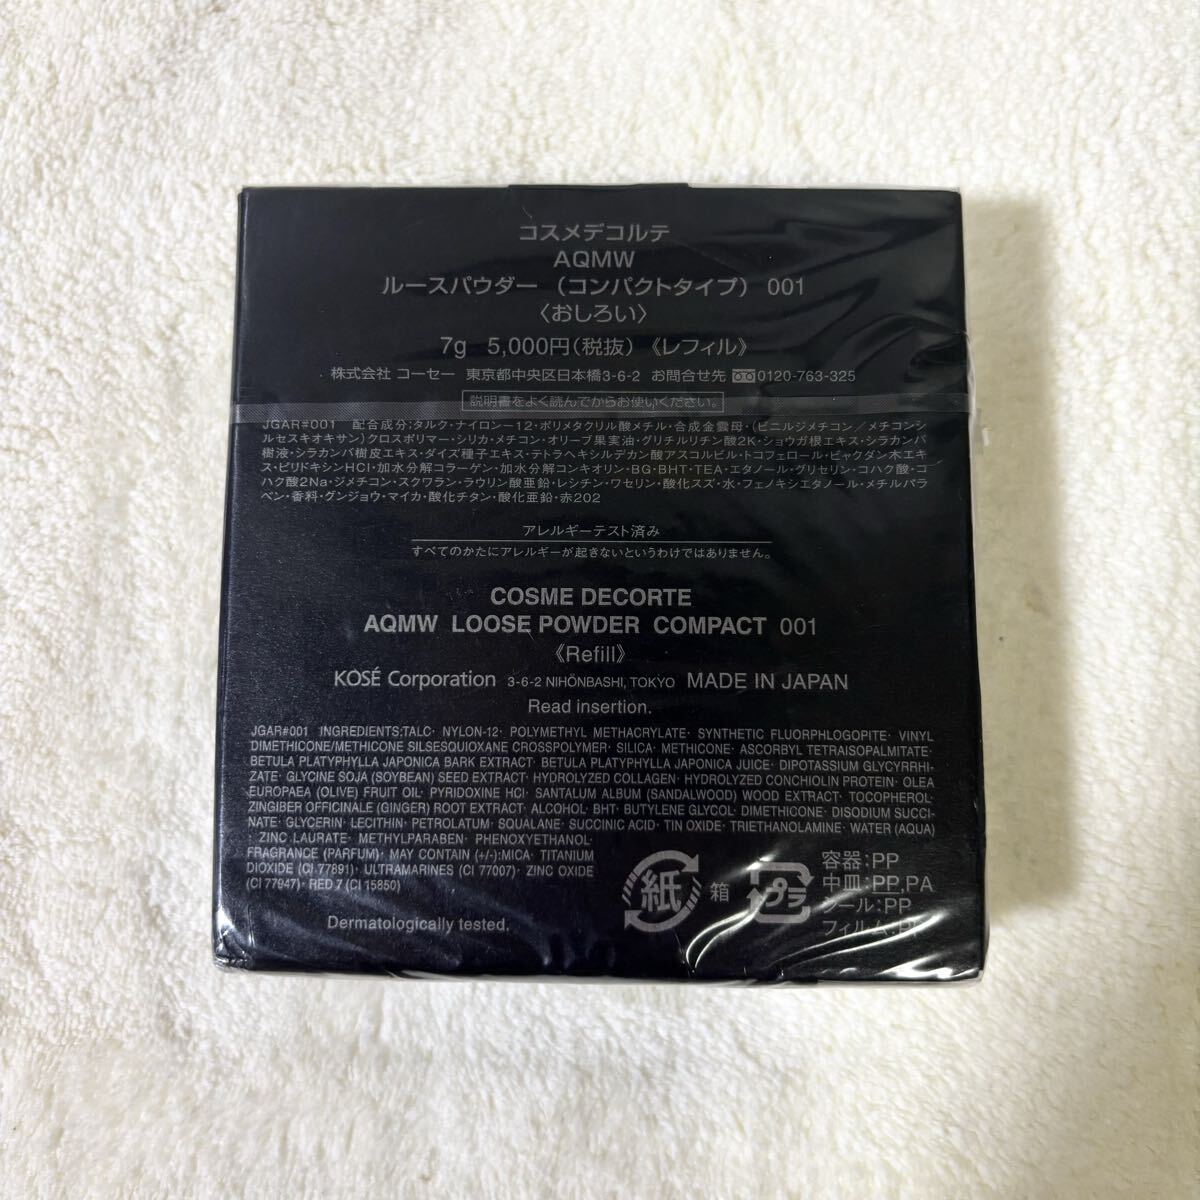 コスメデコルテ
AQMW
ルースパウダー （コンパクトタイプ） 001
〈おしろい〉
7g 5,000円(税抜) 《レフィル》
株式会社 コーセー 東京都中央区日本橋3-6-2 お問合せ先 0120-763-325
説明書をよく読んでからお使いください。
JGAR#001 配合成分:タルク・ナイロン-12・ポリメタクリル酸メチル・合成金雲母・(ビニルジメチコン/メチコンシ
ルセスキオキサン)クロスポリマー・シリカ・メチコン・オリーブ果実油・グリチルリチン酸2K・ショウガ根エキス・シラカンバ
樹液・シラカンバ樹皮エキス・ダイズ種子エキス・テトラヘキシルデカン酸アスコルビル・トコフェロール・ビャクダン木エキ
ス・ピリドキシンHCl・加水分解コラーゲン・加水分解コンキオリン・BG・BHT・TEA・エタノール・グリセリン・コハク酸・コ
ハク酸2Na・ジメチコン・スクワラン・ラウリン酸亜鉛・レシチン・ワセリン・酸化スズ・水・フェノキシエタノール・メチルパラ
ベン・香料・グンジョウ・マイカ・酸化チタン・酸化亜鉛・赤202
アレルギーテスト済み
すべてのかたにアレルギーが起きないというわけではありません。
COSME DECORTE
AQMW LOOSE POWDER COMPACT 001
《Refill》
KOSÉ Corporation 3-6-2 NIHONBASHI, TOKYO MADE IN JAPAN
Read insertion.
JGAR#001 INGREDIENTS:TALC· NYLON-12· POLYMETHYL METHACRYLATE· SYNTHETIC FLUORPHLOGOPITE· VINYL
DIMETHICONE/METHICONE SILSESQUIOXANE CROSSPOLYMER· SILICA· METHICONE· ASCORBYL TETRAISOPALMITATE·
BETULA PLATYPHYLLA JAPONICA BARK EXTRACT· BETULA PLATYPHYLLA JAPONICA JUICE· DIPOTASSIUM GLYCYRRHI-
ZATE· GLYCINE SOJA (SOYBEAN) SEED EXTRACT· HYDROLYZED COLLAGEN· HYDROLYZED CONCHIOLIN PROTEIN· OLEA
EUROPAEA (OLIVE) FRUIT OIL· PYRIDOXINE HCl· SANTALUM ALBUM (SANDALWOOD) WOOD EXTRACT· TOCOPHEROL·
ZINGIBER OFFICINALE (GINGER) ROOT EXTRACT· ALCOHOL· BHT· BUTYLENE GLYCOL· DIMETHICONE· DISODIUM SUCCI-
NATE· GLYCERIN· LECITHIN· PETROLATUM· SQUALANE· SUCCINIC ACID· TIN OXIDE· TRIETHANOLAMINE· WATER (AQUA)
· ZINC LAURATE· METHYLPARABEN· PHENOXYETHANOL·
FRAGRANCE (PARFUM)· MAY CONTAIN (+/-):MICA· TITANIUM
DIOXIDE (CI 77891)· ULTRAMARINES (CI 77007)· ZINC OXIDE
(CI 77947)· RED 7 (CI 15850)
Dermatologically tested.
紙 箱
プラ
容器:PP
中皿:PP,PA
シール:PP
フィルム:P